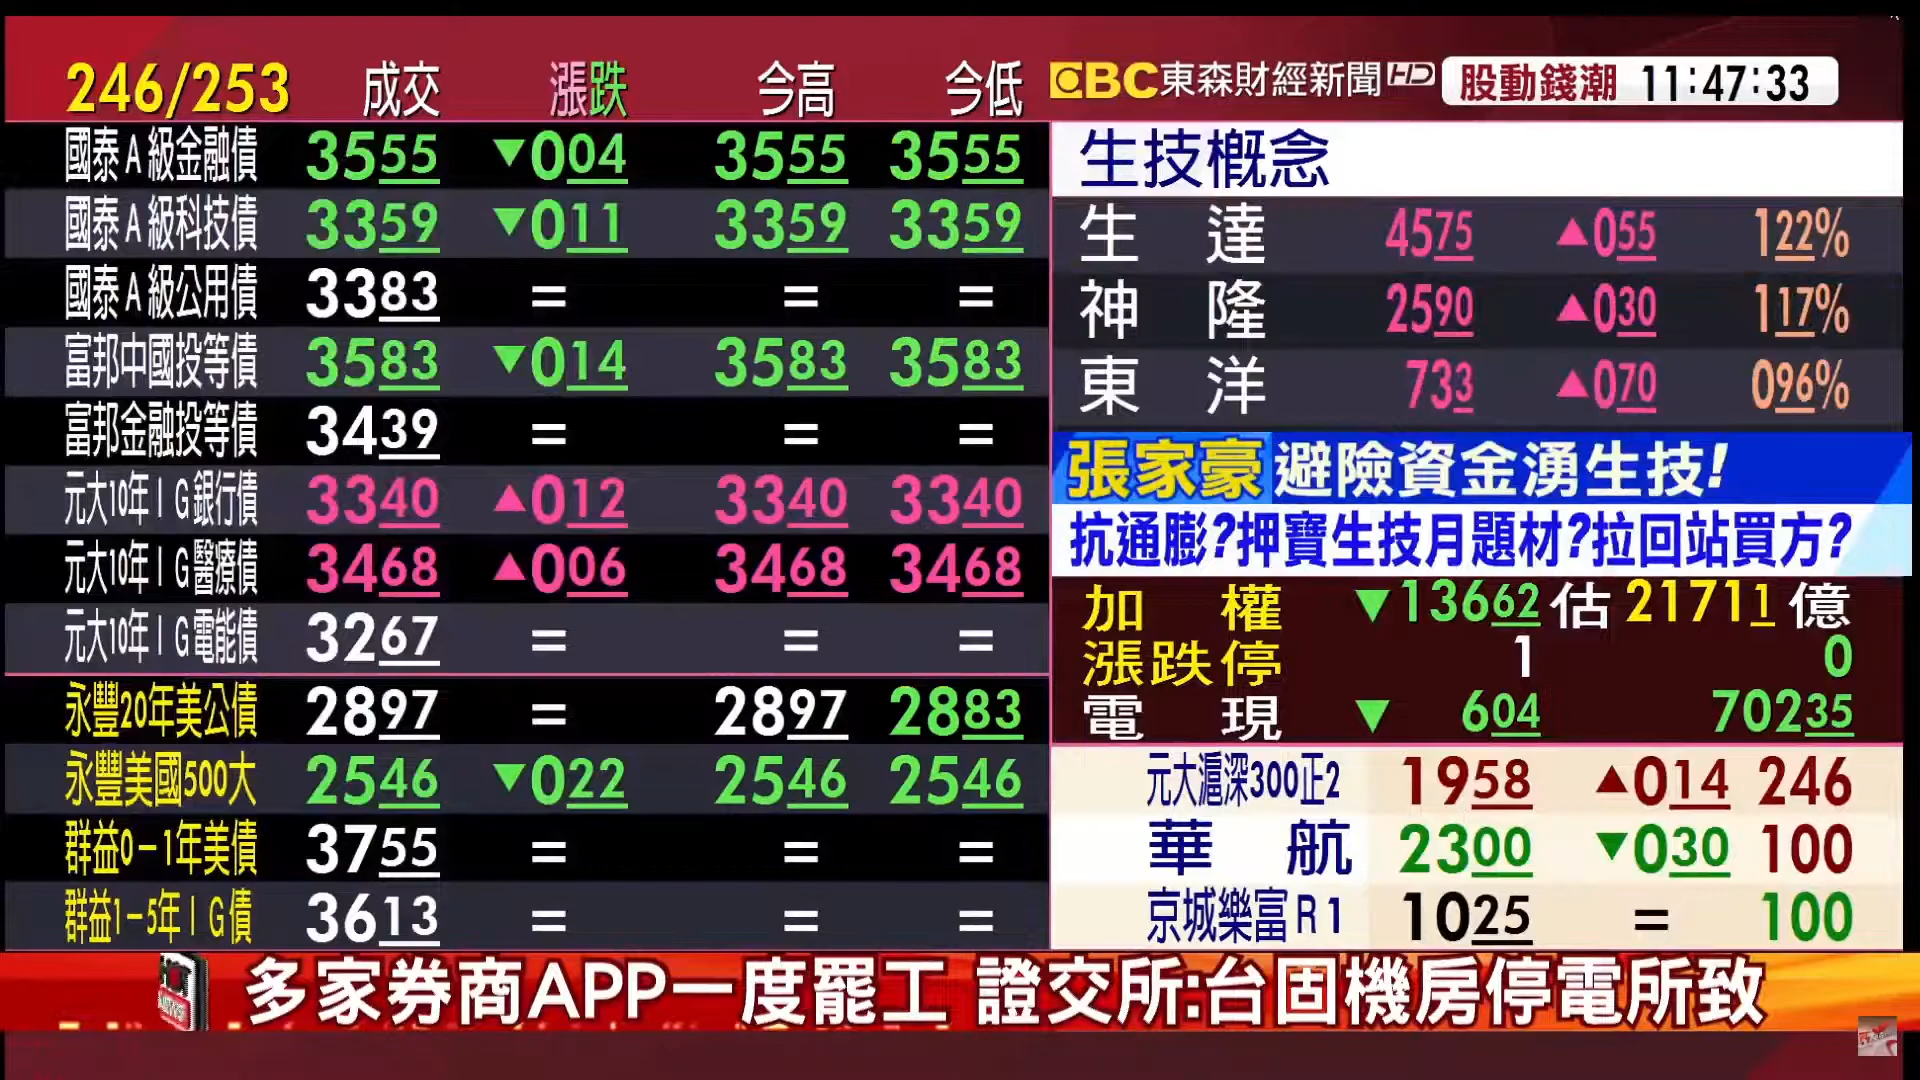 246/253 成交 漲跌 今高 今低
國泰A級金融債 3555 ▼004 3555 3555
國泰A級科技債 3359 ▼011 3359 3359
國泰A級公用債 3383 = = =
富邦中國投等債 3583 ▼014 3583 3583
富邦金融投等債 3439 = = =
元大10年IG銀行債 3340 ▲012 3340 3340
元大10年IG醫療債 3468 ▲006 3468 3468
元大10年IG電能債 3267 = = =
永豐20年美公債 2897 = 2897 2883
永豐美國500大 2546 ▼022 2546 2546
群益0-1年美債 3755 = = =
群益1-5年IG債 3613 = = =
EBC東森財經新聞HD 股動錢潮 11:47:33
生技概念
生達 4575 ▲055 122%
神隆 2590 ▲030 117%
東洋 733 ▲070 096%
張家豪 避險資金湧生技!
抗通膨?押寶生技月題材?拉回站買方?
加權 ▼13662 估 21711 億
漲跌停 1 0
電現 ▼ 604 70235
元大滬深300正2 1958 ▲014 246
華航 2300 ▼030 100
京城樂富R1 1025 = 100
多家券商APP一度罷工 證交所:台固機房停電所致